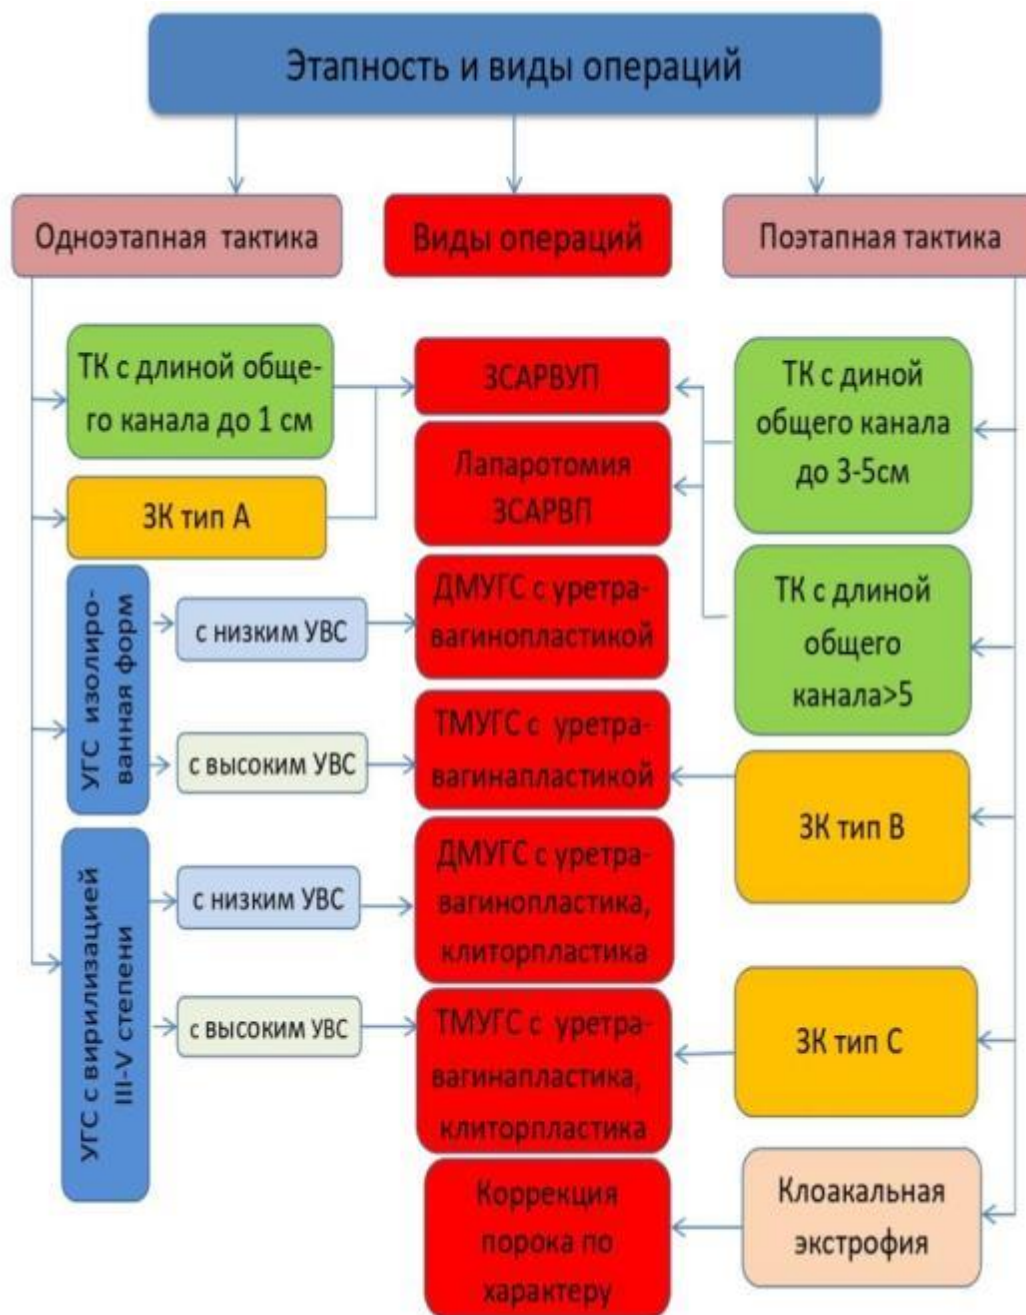 Этапность и виды операций
Одноэтапная тактика
Виды операций
Поэтапная тактика
ТК с длиной обще-
го канала до 1 см
ЗК тип А
УГС изолиро-
ванная форм
с низким УВС
с высоким УВС
УГС с вирилизацией
III-V степени
с низким УВС
с высоким УВС
ЗСАРВУП
Лапаротомия
ЗСАРВП
ДМУГС с уретра-
вагинопластикой
ТМУГС с уретра-
вагинапластикой
ДМУГС с уретра-
вагинопластика,
клиторпластика
ТМУГС с уретра-
вагинапластика,
клиторпластика
Коррекция
порока по
характеру
ТК с диной
общего канала
до 3-5см
ТК с длиной
общего
канала>5
ЗК тип В
ЗК тип С
Клоакальная
экстрофия